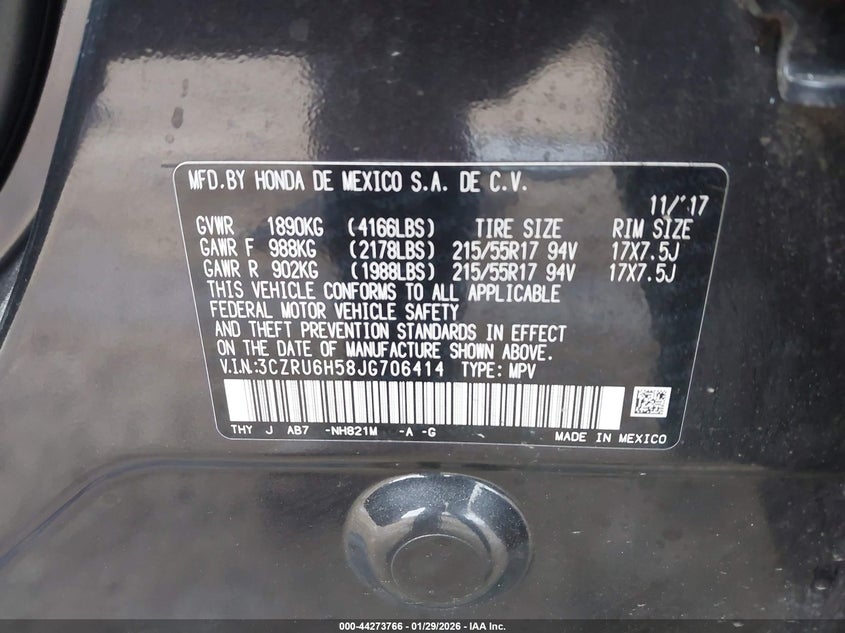 MFD.BY HONDA DE MEXICO S.A. DE C.V.
11/'17
GVWR 1890KG (4166LBS) TIRE SIZE RIM SIZE
GAWR F 988KG (2178LBS) 215/55R17 94V 17X7.5J
GAWR R 902KG (1988LBS) 215/55R17 94V 17X7.5J
THIS VEHICLE CONFORMS TO ALL APPLICABLE
FEDERAL MOTOR VEHICLE SAFETY
AND THEFT PREVENTION STANDARDS IN EFFECT
ON THE DATE OF MANUFACTURE SHOWN ABOVE.
V.I.N.:3CZRU6H58JG706414 TYPE: MPV
THY J AB7 -NH821M -A -G MADE IN MEXICO
000-44273766 - 01/29/2026 - IAA Inc.